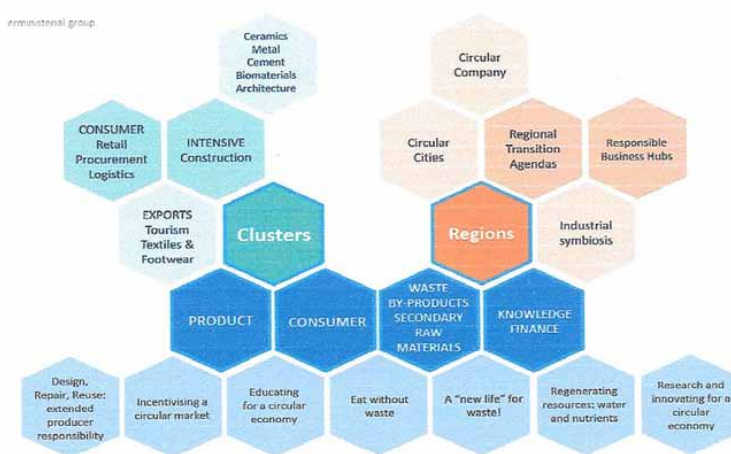 erministerial group
Ceramics
Metal
Cement
Biomaterials
Architecture
Circular
Company
CONSUMER
Retail
Procurement
Logistics
INTENSIVE
Construction
Circular
Cities
Regional
Transition
Agendas
Responsible
Business Hubs
EXPORTS
Tourism
Textiles &
Footwear
Clusters
Regions
Industrial
symbiosis
PRODUCT
CONSUMER
WASTE
BY-PRODUCTS
SECONDARY
RAW
MATERIALS
KNOWLEDGE
FINANCE
Design,
Repair, Reuse:
extended
producer
responsibility
Incentivising a
circular market
Educating
for a circular
economy
Eat without
waste
A "new life" for
waste!
Regenerating
resources: water
and nutrients
Research and
innovating for a
circular
economy